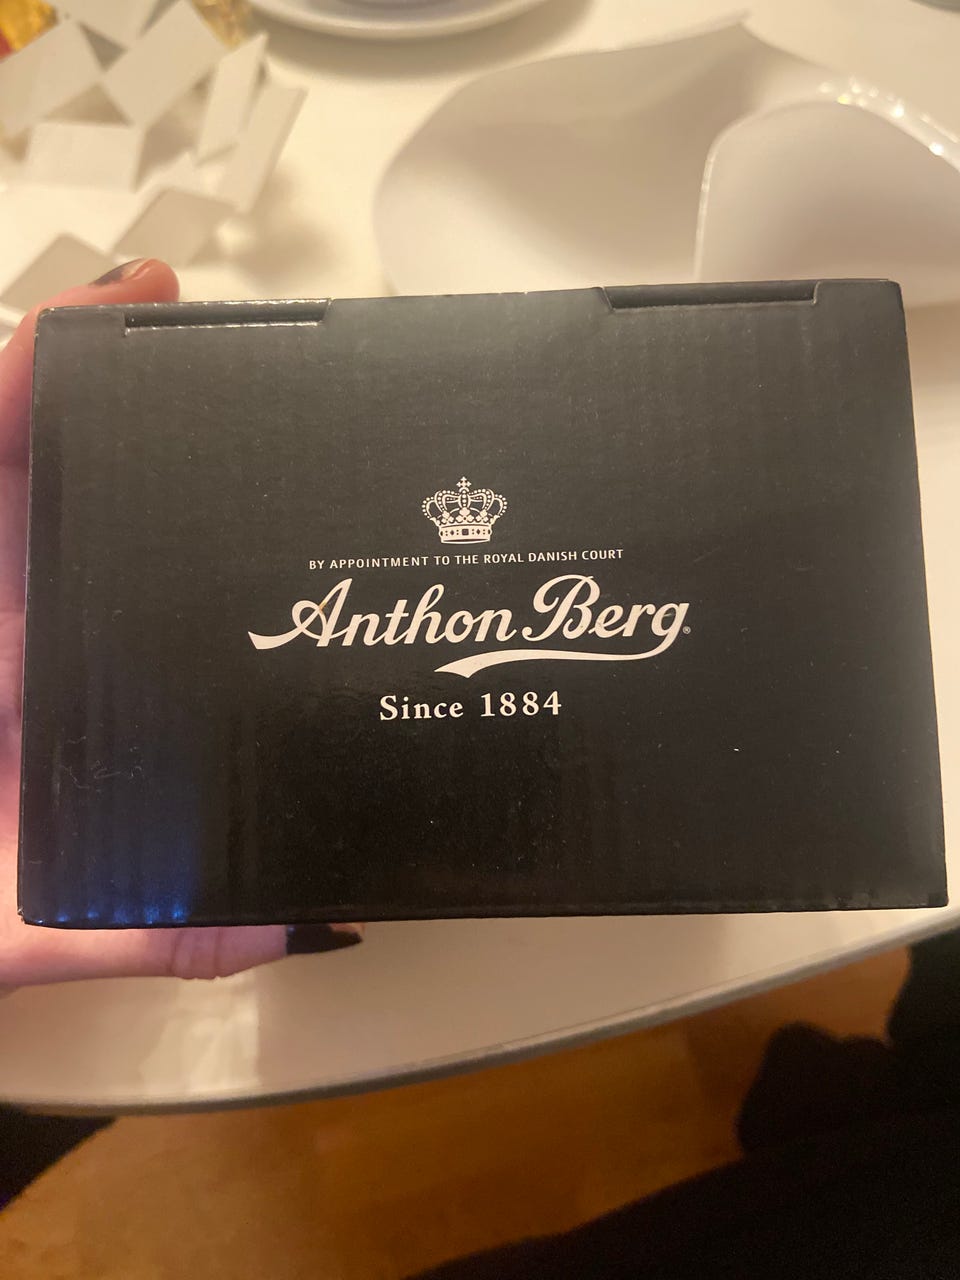 BY APPOINTMENT TO THE ROYAL DANISH COURT
Anthon Berg®
Since 1884